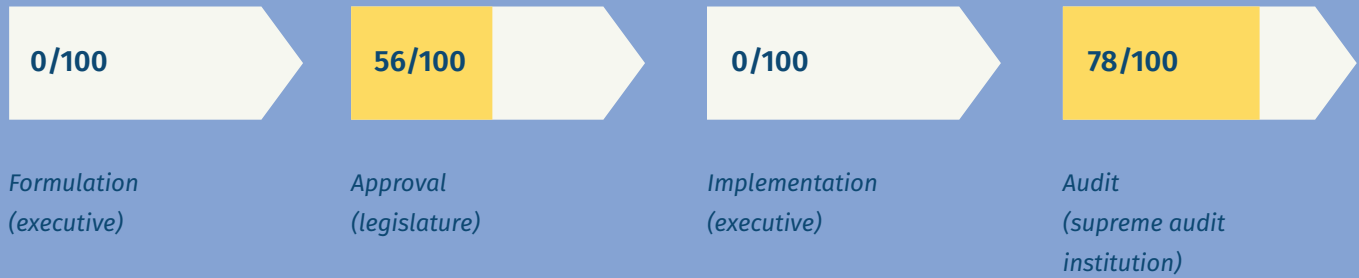 0/100
56/100
0/100
78/100
Formulation
(executive)
Approval
(legislature)
Implementation
(executive)
Audit
(supreme audit
institution)